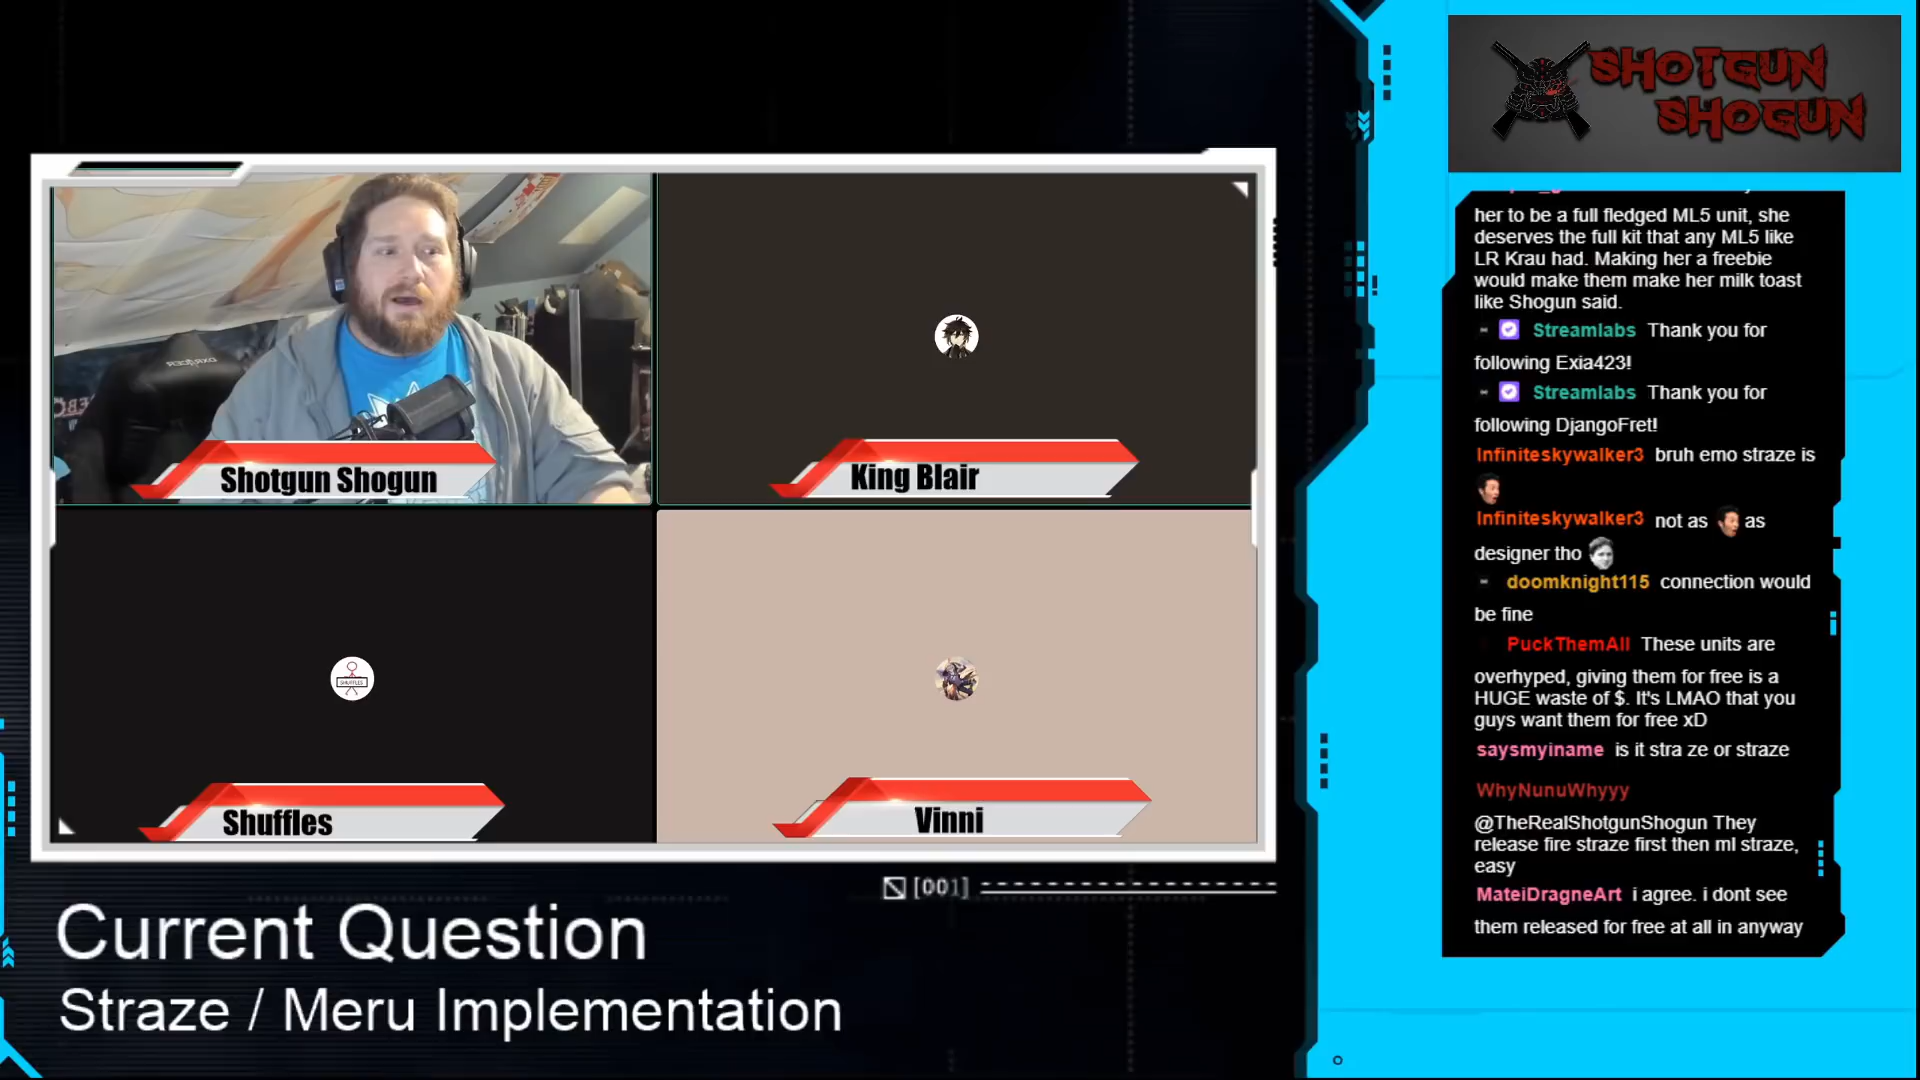 SHOTGUN
SHOGUN
her to be a full fledged ML5 unit, she
deserves the full kit that any ML5 like
LR Krau had. Making her a freebie
would make them make her milk toast
like Shogun said.
Streamlabs Thank you for
following Exia423!
Streamlabs Thank you for
following DjangoFret!
Infiniteskywalker3 bruh emo straze is
Infiniteskywalker3 not as as
designer tho
doomknight115 connection would
be fine
PuckThemAll These units are
overhyped, giving them for free is a
HUGE waste of $. It's LMAO that you
guys want them for free xD
saysmyiname is it stra ze or straze
WhyNunuWhyyy
@TheRealShotgunShogun They
release fire straze first then ml straze,
easy
MateiDragneArt i agree. i dont see
them released for free at all in anyway
Shotgun Shogun
King Blair
SHUFFLES
Shuffles
Vinni
[001]
Current Question
Straze / Meru Implementation